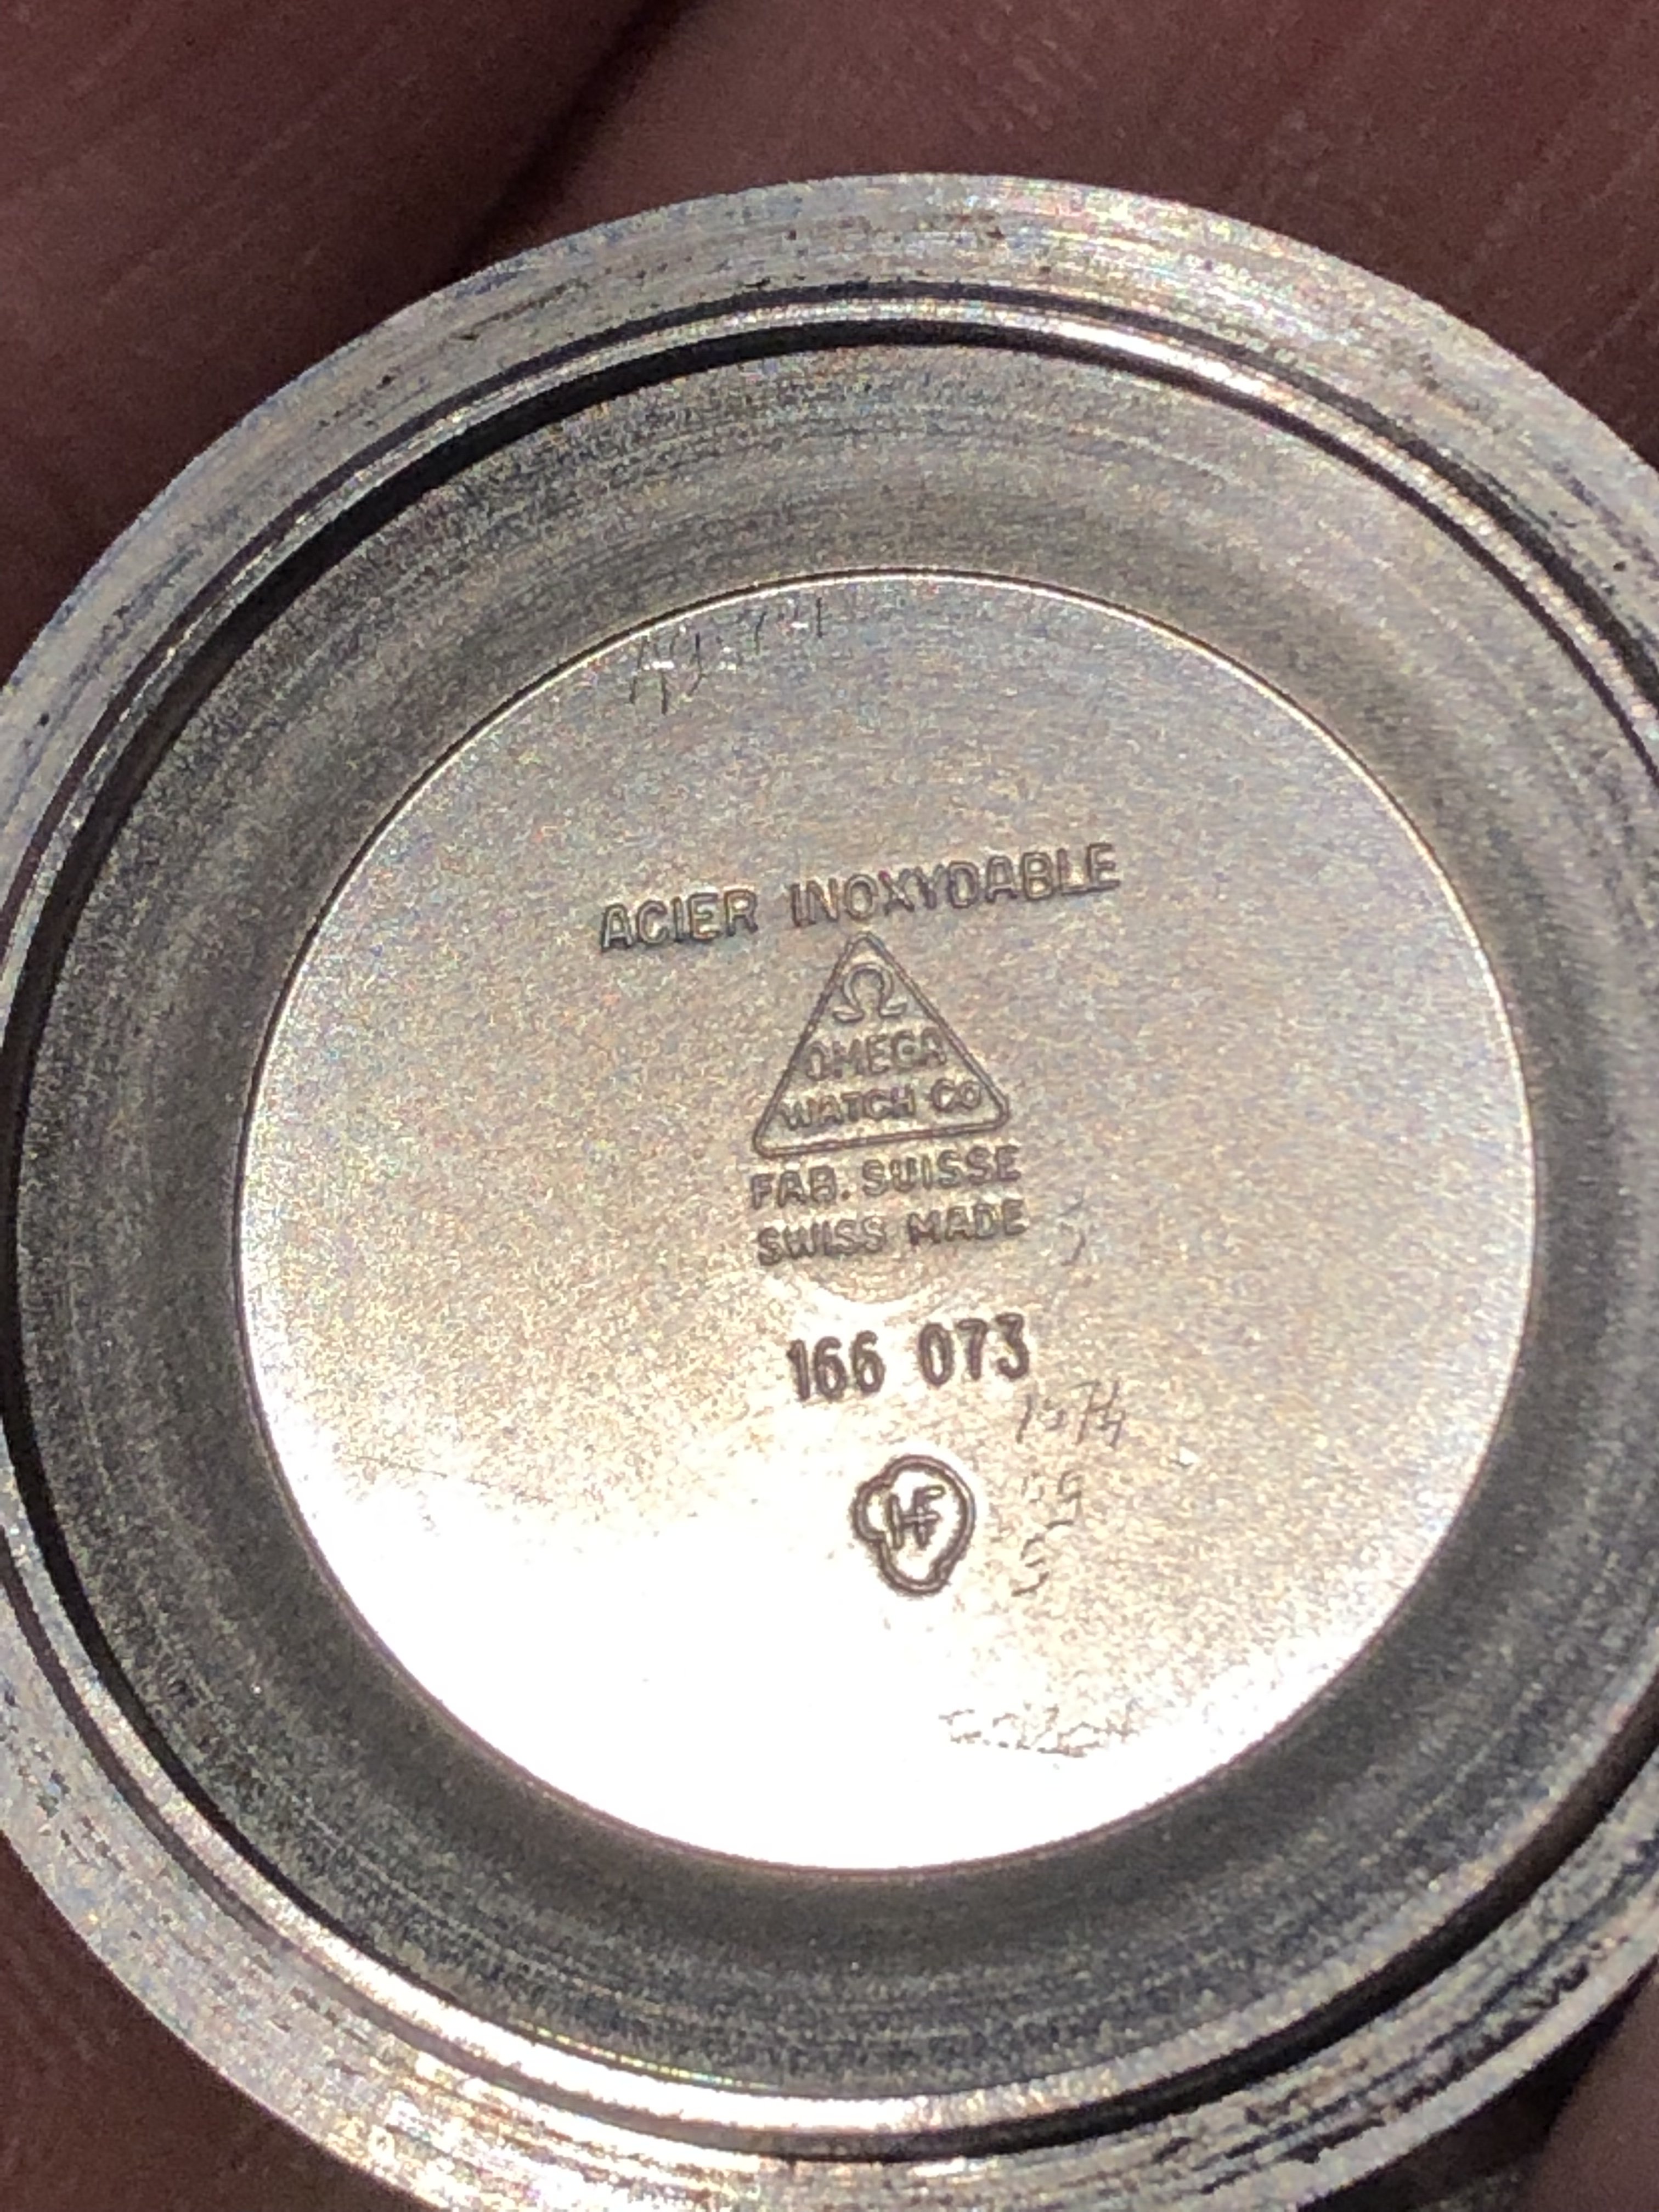 ACIER INOXYDABLE
Ω
OMEGA
WATCH CO
FAB. SUISSE
SWISS MADE
166 073
HF